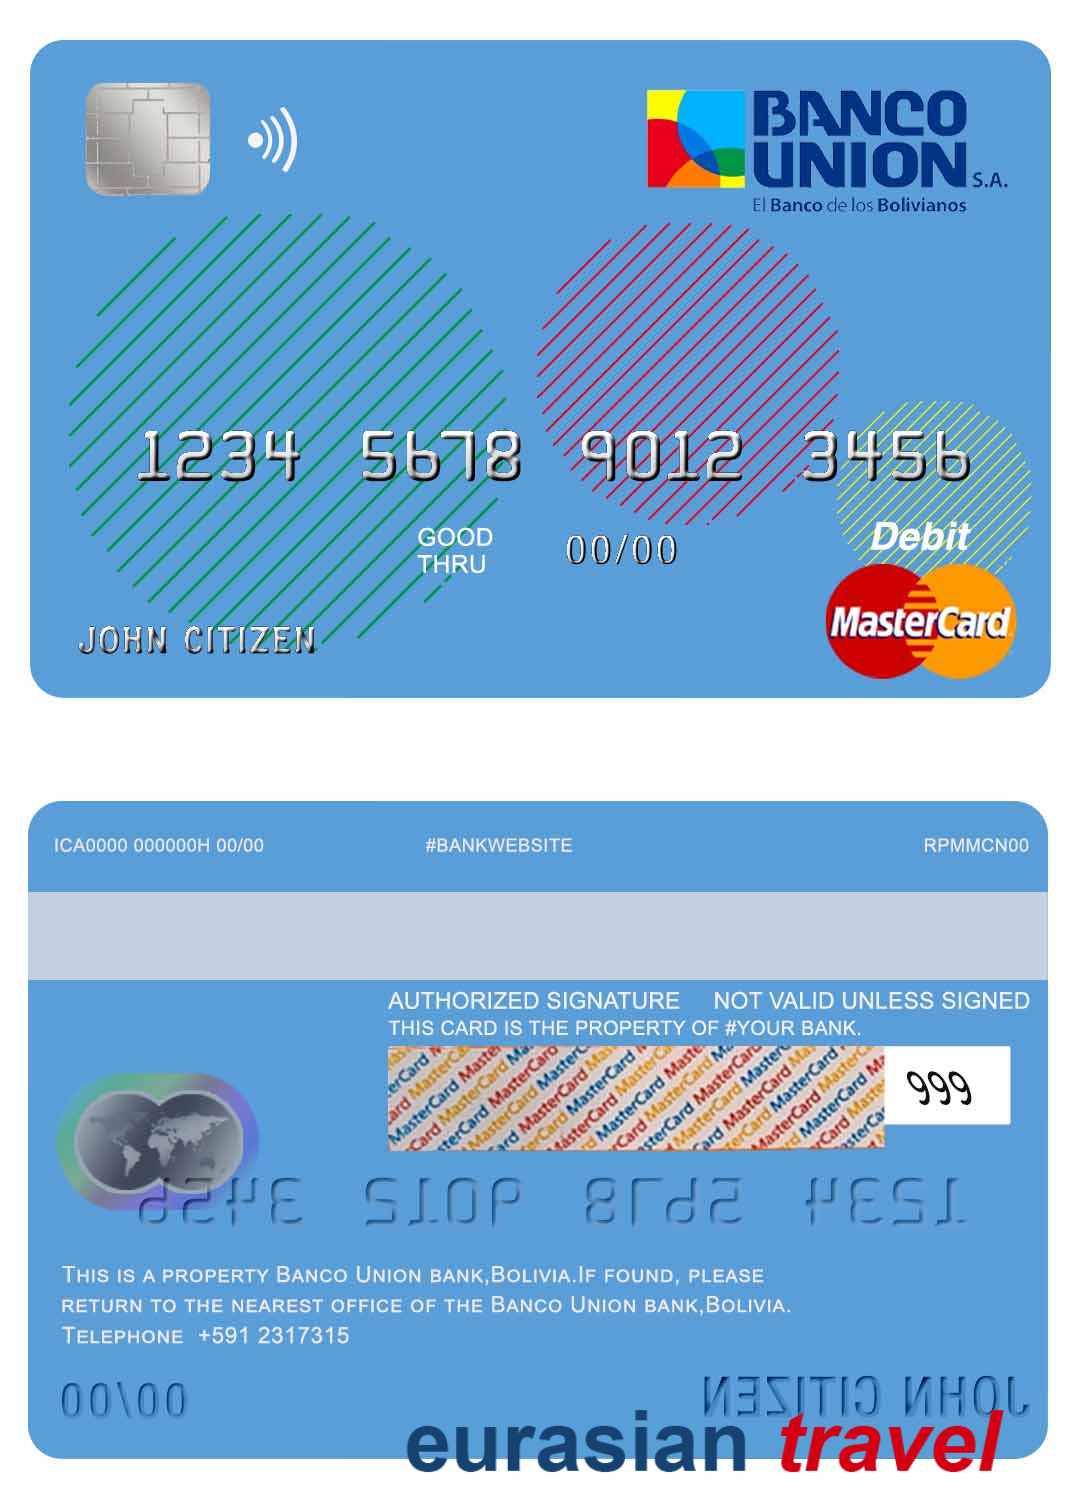 BANCO
UNION S.A.
El Banco de los Bolivianos
1234 5678 9012 3456
GOOD
THRU
00/00
Debit
MasterCard
JOHN CITIZEN
ICA0000 000000H 00/00 #BANKWEBSITE RPMMCN00
AUTHORIZED SIGNATURE NOT VALID UNLESS SIGNED
THIS CARD IS THE PROPERTY OF #YOUR BANK.
MasterCard MasterCard MasterCard
999
1234 5678 9012 3456
THIS IS A PROPERTY BANCO UNION BANK,BOLIVIA.IF FOUND, PLEASE
RETURN TO THE NEAREST OFFICE OF THE BANCO UNION BANK,BOLIVIA.
TELEPHONE +591 2317315
00/00
JOHN CITIZEN
eurasian travel